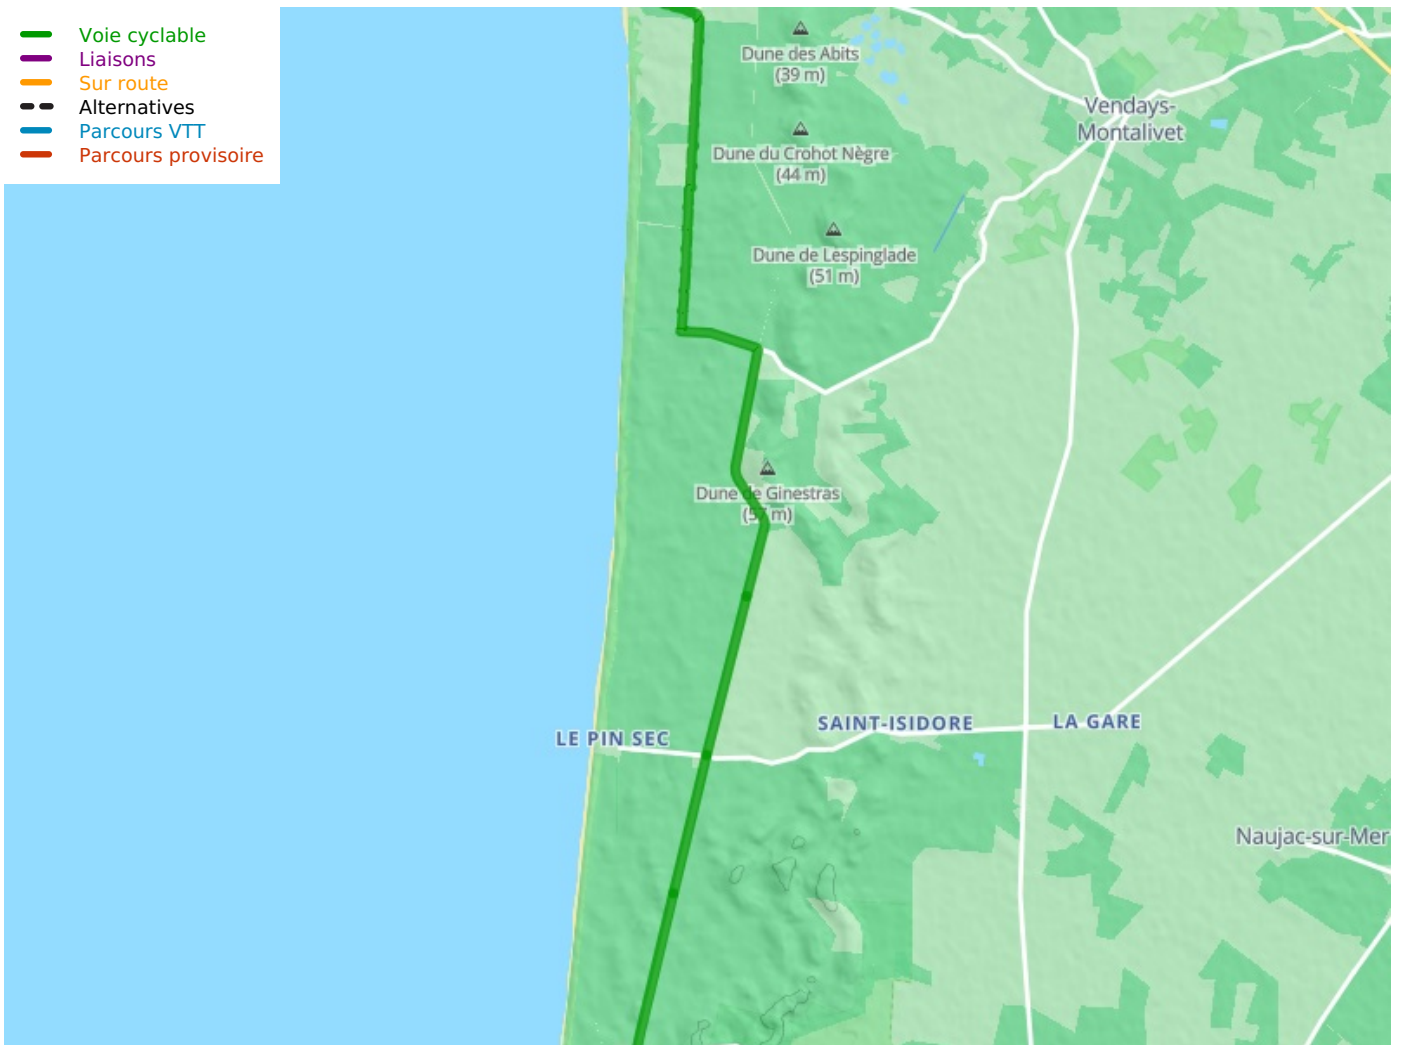 Voie cyclable
Liaisons
Sur route
Alternatives
Parcours VTT
Parcours provisoire
Dune des Abits
(39 m)
Vendays-
Montalivet
Dune du Crohot Nègre
(44 m)
Dune de Lespinglade
(51 m)
Dune de Ginestras
(57 m)
LE PIN SEC
SAINT-ISIDORE
LA GARE
Naujac-sur-Mer